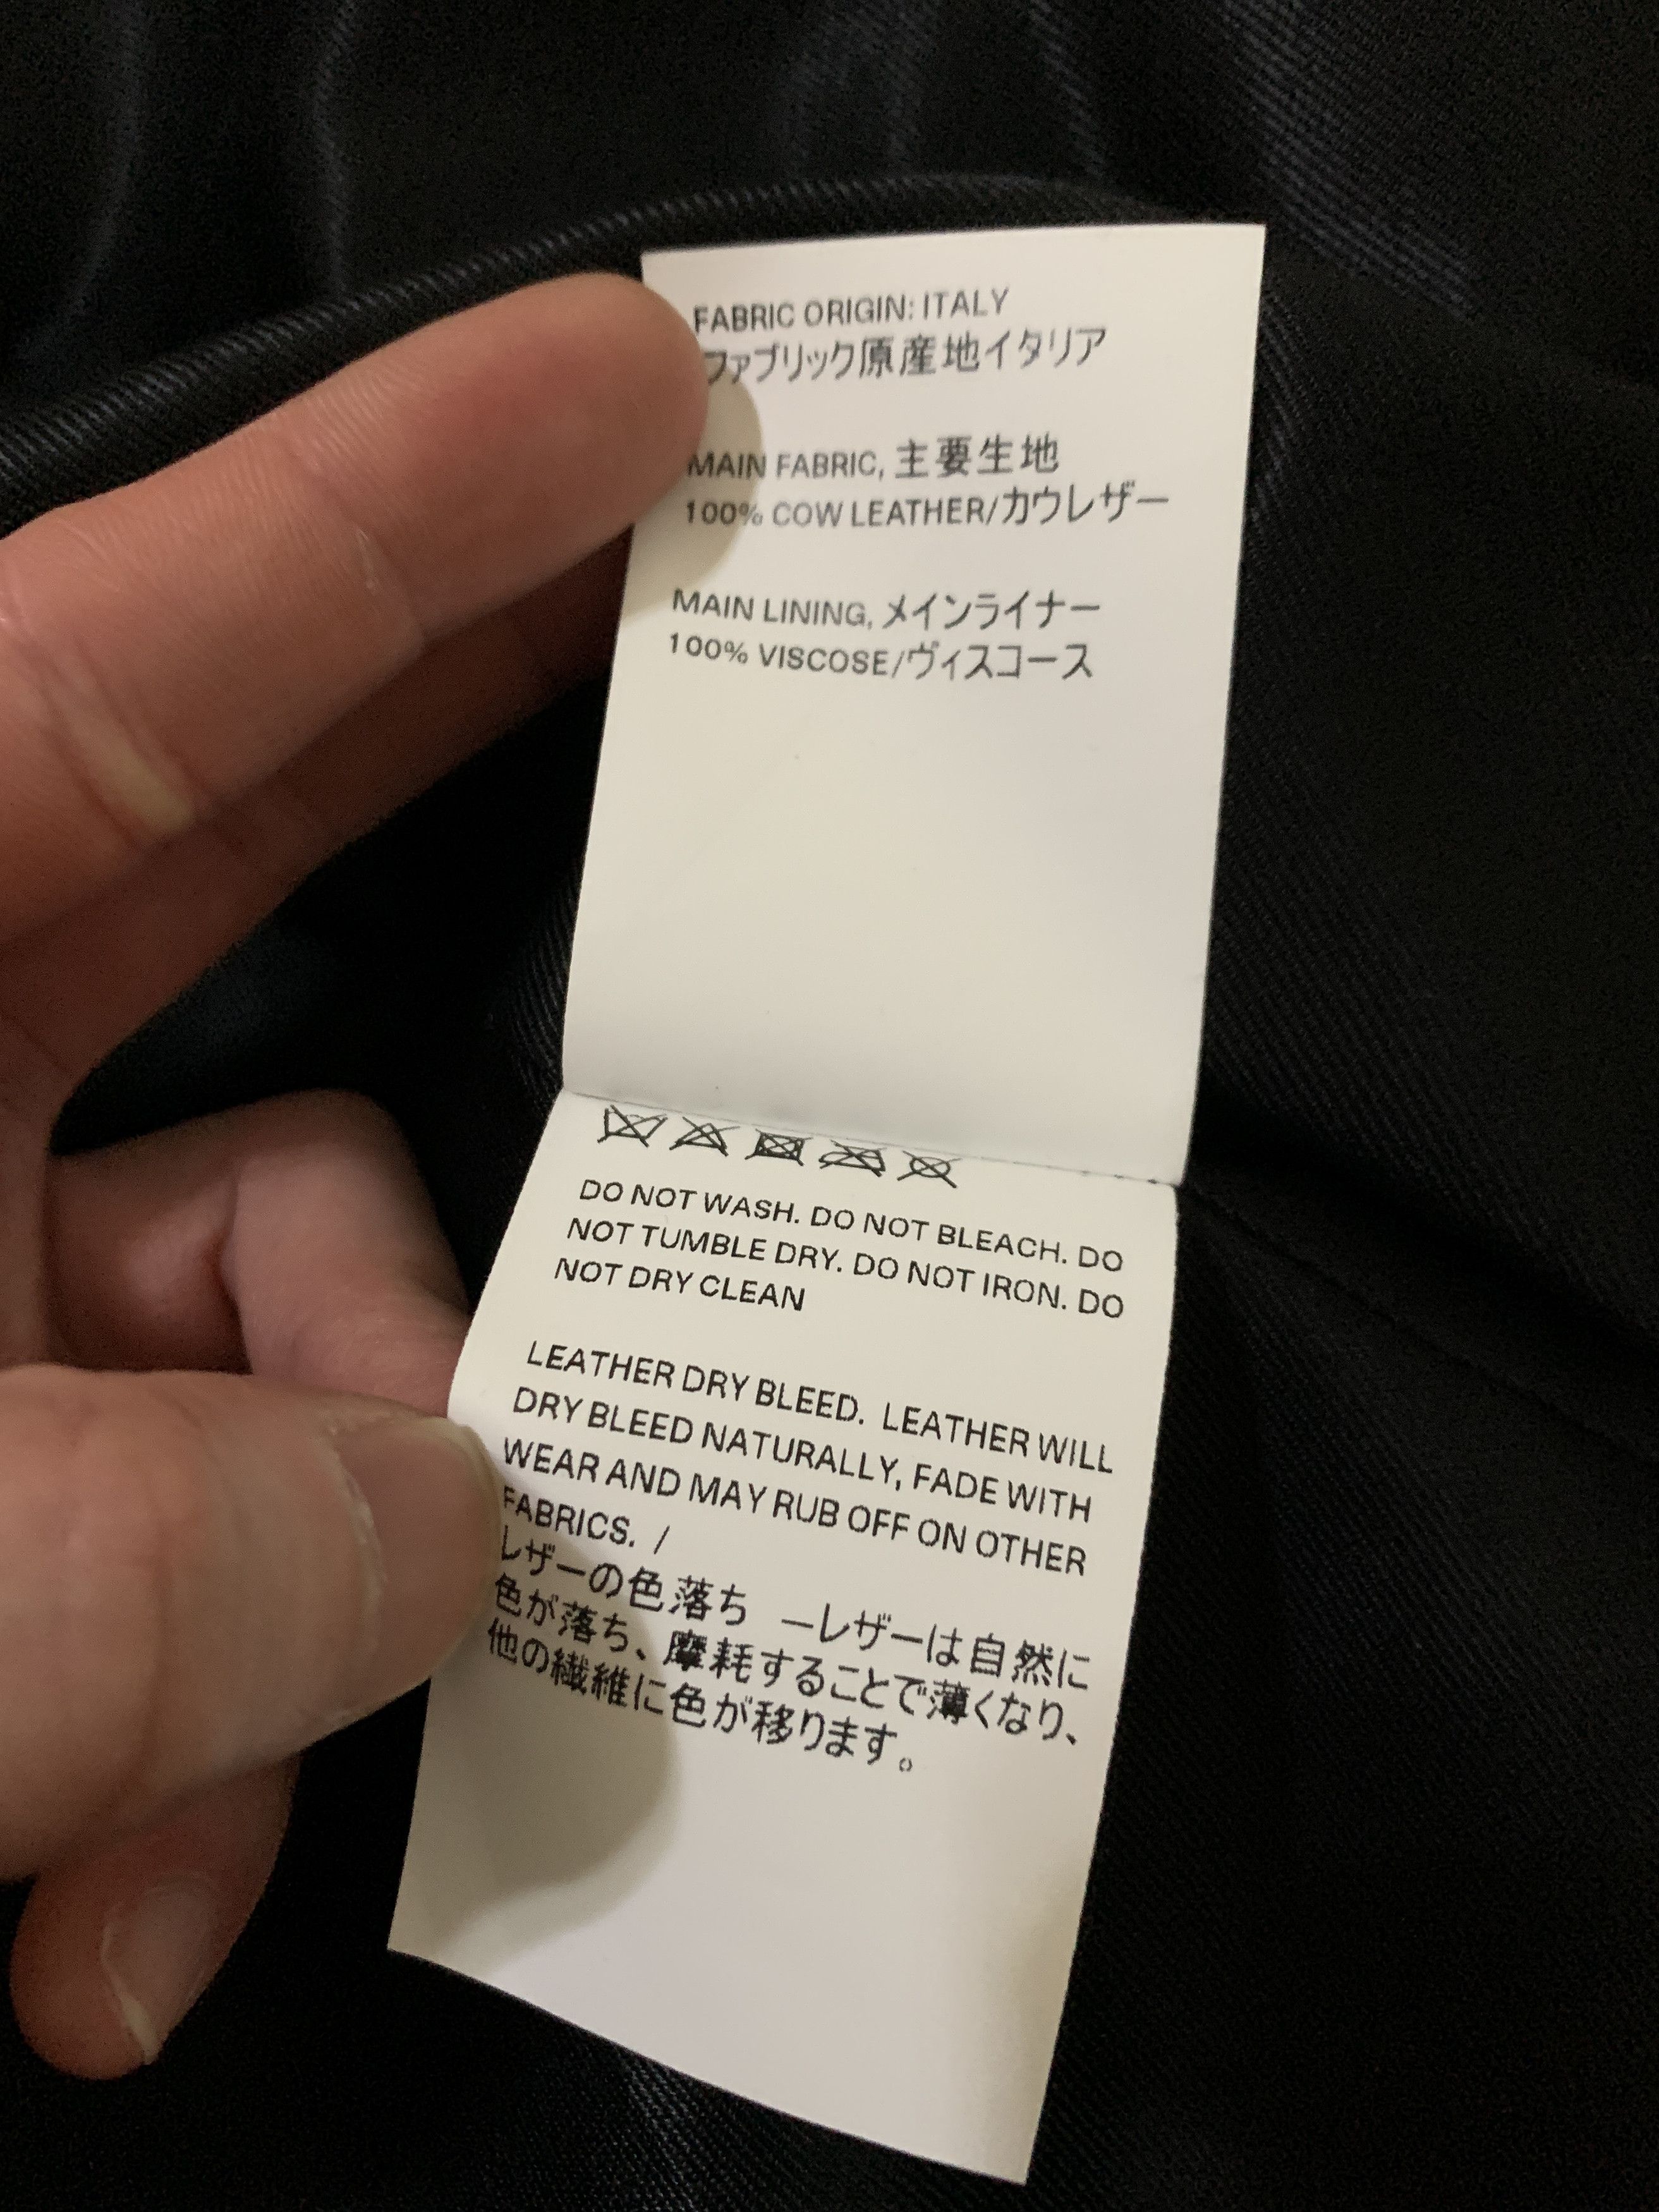 FABRIC ORIGIN: ITALY
ファブリック原産地イタリア
MAIN FABRIC, 主要生地
100% COW LEATHER/カウレザー
MAIN LINING, メインライナー
100% VISCOSE/ヴィスコース
DO NOT WASH. DO NOT BLEACH. DO
NOT TUMBLE DRY. DO NOT IRON. DO
NOT DRY CLEAN
LEATHER DRY BLEED. LEATHER WILL
DRY BLEED NATURALLY, FADE WITH
WEAR AND MAY RUB OFF ON OTHER
FABRICS. /
レザーの色落ち ーレザーは自然に
色が落ち、摩耗することで薄くなり、
他の繊維に色が移ります。